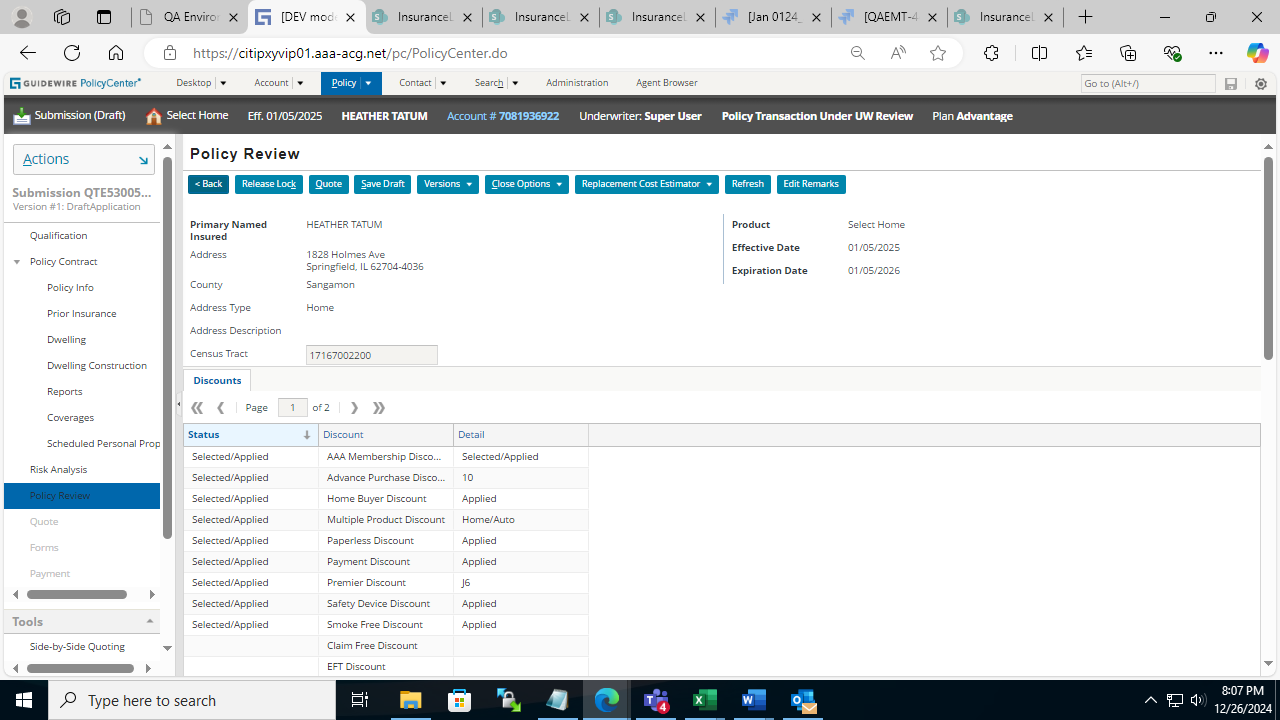 QA Environ
[DEV mode
InsuranceL
InsuranceL
InsuranceL
[Jan 0124_
[QAEMT-4
InsuranceL
https://citipxyvip01.aaa-acg.net/pc/PolicyCenter.do
GUIDEWIRE PolicyCenter
Desktop
Account
Policy
Contact
Search
Administration
Agent Browser
Go to (Alt+/)
Submission (Draft)
Select Home
Eff. 01/05/2025
HEATHER TATUM
Account # 7081936922
Underwriter: Super User
Policy Transaction Under UW Review
Plan Advantage
Actions
Submission QTE53005...
Version #1: DraftApplication
Qualification
Policy Contract
Policy Info
Prior Insurance
Dwelling
Dwelling Construction
Reports
Coverages
Scheduled Personal Prop
Risk Analysis
Policy Review
Quote
Forms
Payment
Tools
Side-by-Side Quoting
Policy Review
< Back
Release Lock
Quote
Save Draft
Versions
Close Options
Replacement Cost Estimator
Refresh
Edit Remarks
Primary Named Insured HEATHER TATUM
Address 1828 Holmes Ave
Springfield, IL 62704-4036
County Sangamon
Address Type Home
Address Description
Census Tract 17167002200
Product Select Home
Effective Date 01/05/2025
Expiration Date 01/05/2026
Discounts
Page 1 of 2
Status Discount Detail
Selected/Applied AAA Membership Disco... Selected/Applied
Selected/Applied Advance Purchase Disco... 10
Selected/Applied Home Buyer Discount Applied
Selected/Applied Multiple Product Discount Home/Auto
Selected/Applied Paperless Discount Applied
Selected/Applied Payment Discount Applied
Selected/Applied Premier Discount J6
Selected/Applied Safety Device Discount Applied
Selected/Applied Smoke Free Discount Applied
Claim Free Discount
EFT Discount
Type here to search
4
8:07 PM
12/26/2024